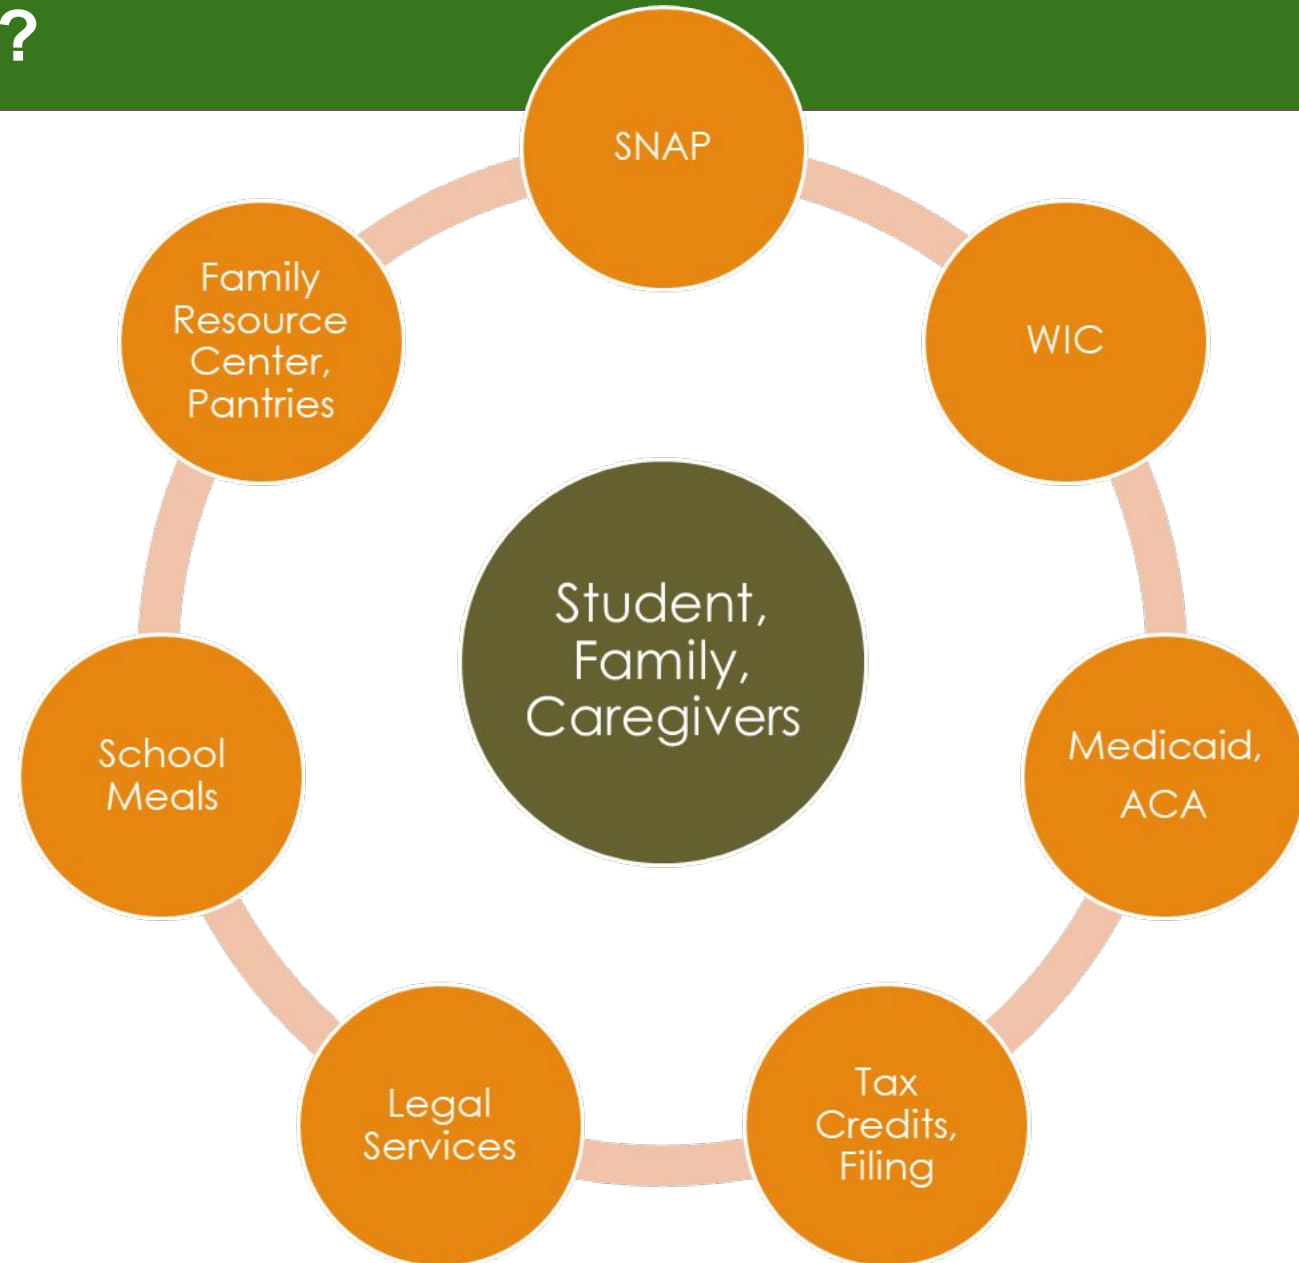 ?
SNAP
WIC
Medicaid,
ACA
Tax
Credits,
Filing
Legal
Services
School
Meals
Family
Resource
Center,
Pantries
Student,
Family,
Caregivers